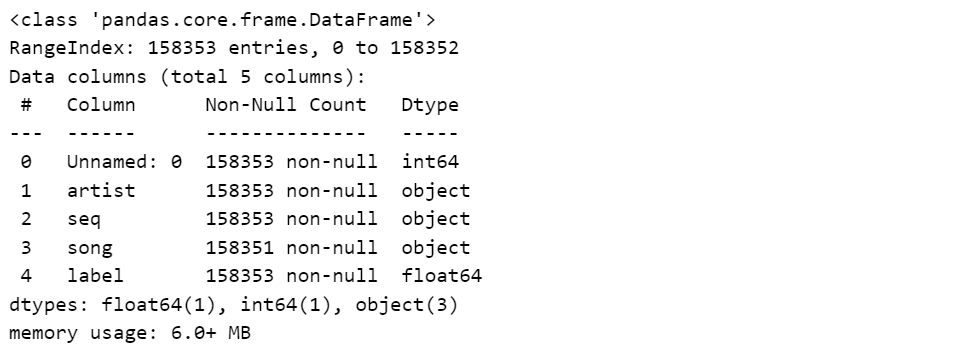 <class 'pandas.core.frame.DataFrame'>
RangeIndex: 158353 entries, 0 to 158352
Data columns (total 5 columns):
 #   Column      Non-Null Count   Dtype
---  ------      --------------   -----
 0   Unnamed: 0  158353 non-null  int64
 1   artist      158353 non-null  object
 2   seq         158353 non-null  object
 3   song        158351 non-null  object
 4   label       158353 non-null  float64
dtypes: float64(1), int64(1), object(3)
memory usage: 6.0+ MB